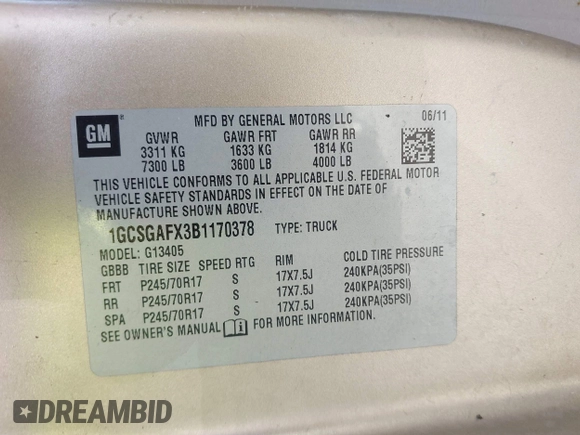 GM
MFD BY GENERAL MOTORS LLC 06/11
GVWR GAWR FRT GAWR RR
3311 KG 1633 KG 1814 KG
7300 LB 3600 LB 4000 LB
THIS VEHICLE CONFORMS TO ALL APPLICABLE U.S. FEDERAL MOTOR
VEHICLE SAFETY STANDARDS IN EFFECT ON THE DATE OF
MANUFACTURE SHOWN ABOVE.
1GCSGAFX3B1170378 TYPE: TRUCK
MODEL: G13405
GBBB TIRE SIZE SPEED RTG RIM COLD TIRE PRESSURE
FRT P245/70R17 S 17X7.5J 240KPA(35PSI)
RR P245/70R17 S 17X7.5J 240KPA(35PSI)
SPA P245/70R17 S 17X7.5J 240KPA(35PSI)
SEE OWNER'S MANUAL FOR MORE INFORMATION.
DREAMBID